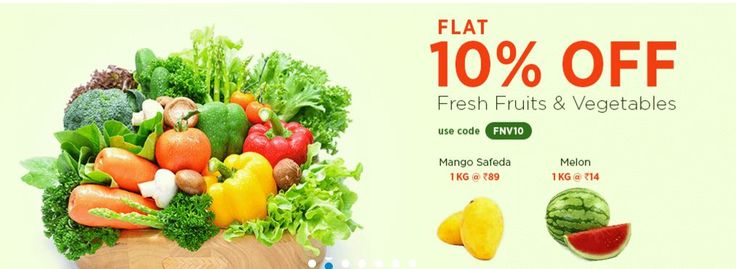 FLAT
10% OFF
Fresh Fruits & Vegetables
use code FNV10
Mango Safeda
1 KG @ ₹89
Melon
1 KG @ ₹14